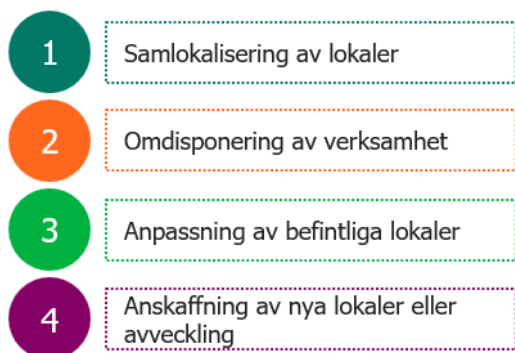 1
Samlokalisering av lokaler
2
Omdisponering av verksamhet
3
Anpassning av befintliga lokaler
4
Anskaffning av nya lokaler eller
avveckling